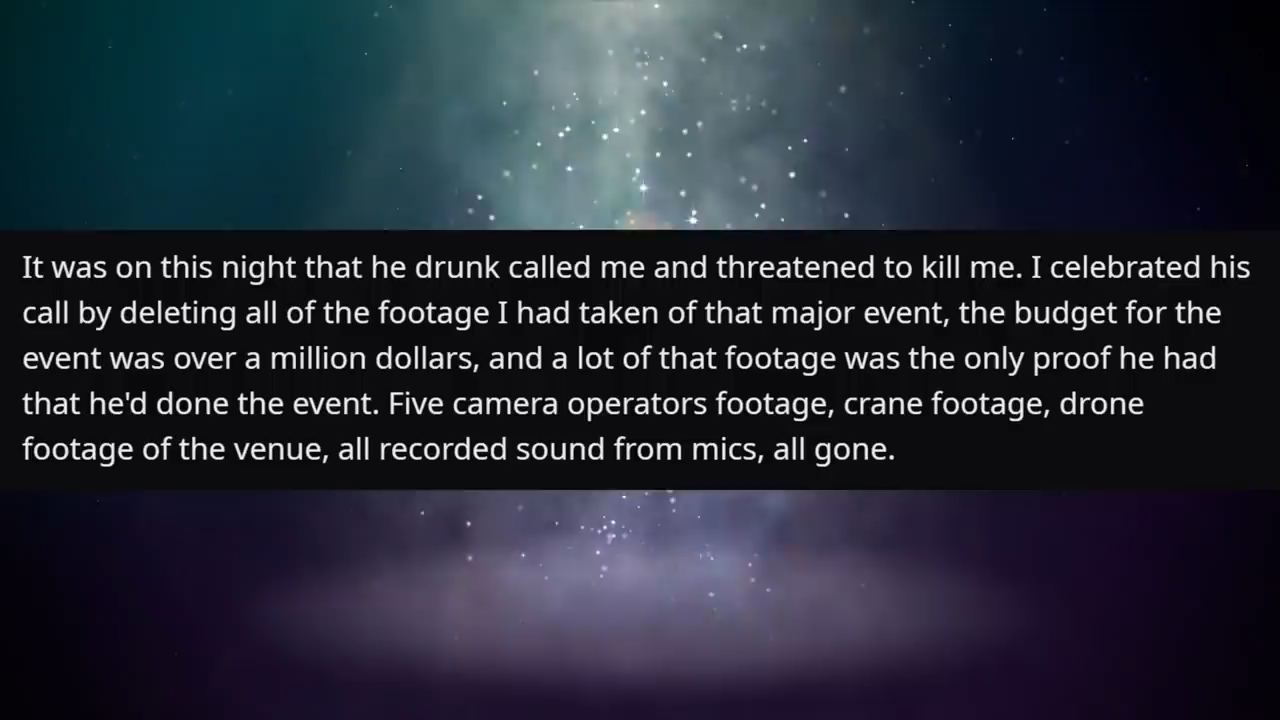 It was on this night that he drunk called me and threatened to kill me. I celebrated his
call by deleting all of the footage I had taken of that major event, the budget for the
event was over a million dollars, and a lot of that footage was the only proof he had
that he'd done the event. Five camera operators footage, crane footage, drone
footage of the venue, all recorded sound from mics, all gone.